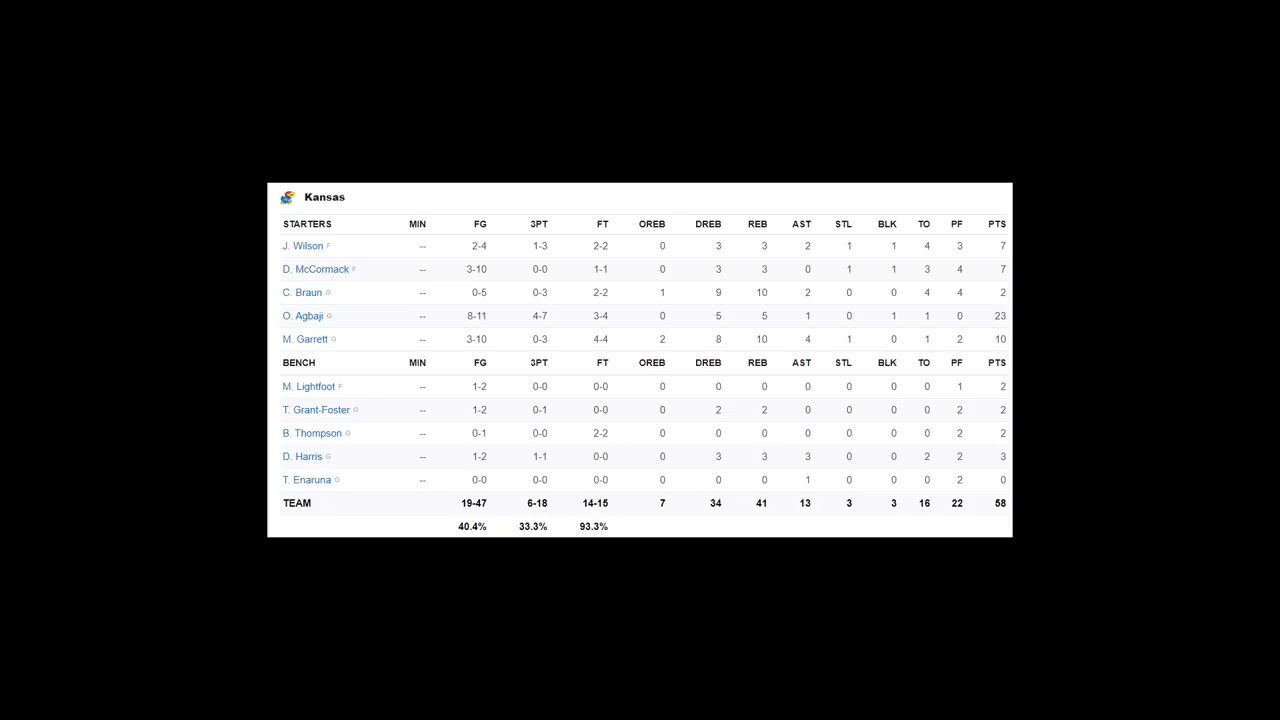 Kansas
STARTERS MIN FG 3PT FT OREB DREB REB AST STL BLK TO PF PTS
J. Wilson F -- 2-4 1-3 2-2 0 3 3 2 1 1 4 3 7
D. McCormack F -- 3-10 0-0 1-1 0 3 3 0 1 1 3 4 7
C. Braun G -- 0-5 0-3 2-2 1 9 10 2 0 0 4 4 2
O. Agbaji G -- 8-11 4-7 3-4 0 5 5 1 0 1 1 0 23
M. Garrett G -- 3-10 0-3 4-4 2 8 10 4 1 0 1 2 10
BENCH MIN FG 3PT FT OREB DREB REB AST STL BLK TO PF PTS
M. Lightfoot F -- 1-2 0-0 0-0 0 0 0 0 0 0 0 1 2
T. Grant-Foster G -- 1-2 0-1 0-0 0 2 2 0 0 0 0 2 2
B. Thompson G -- 0-1 0-0 2-2 0 0 0 0 0 0 0 2 2
D. Harris G -- 1-2 1-1 0-0 0 3 3 3 0 0 2 2 3
T. Enaruna G -- 0-0 0-0 0-0 0 0 0 1 0 0 0 2 0
TEAM 19-47 6-18 14-15 7 34 41 13 3 3 16 22 58
40.4% 33.3% 93.3%